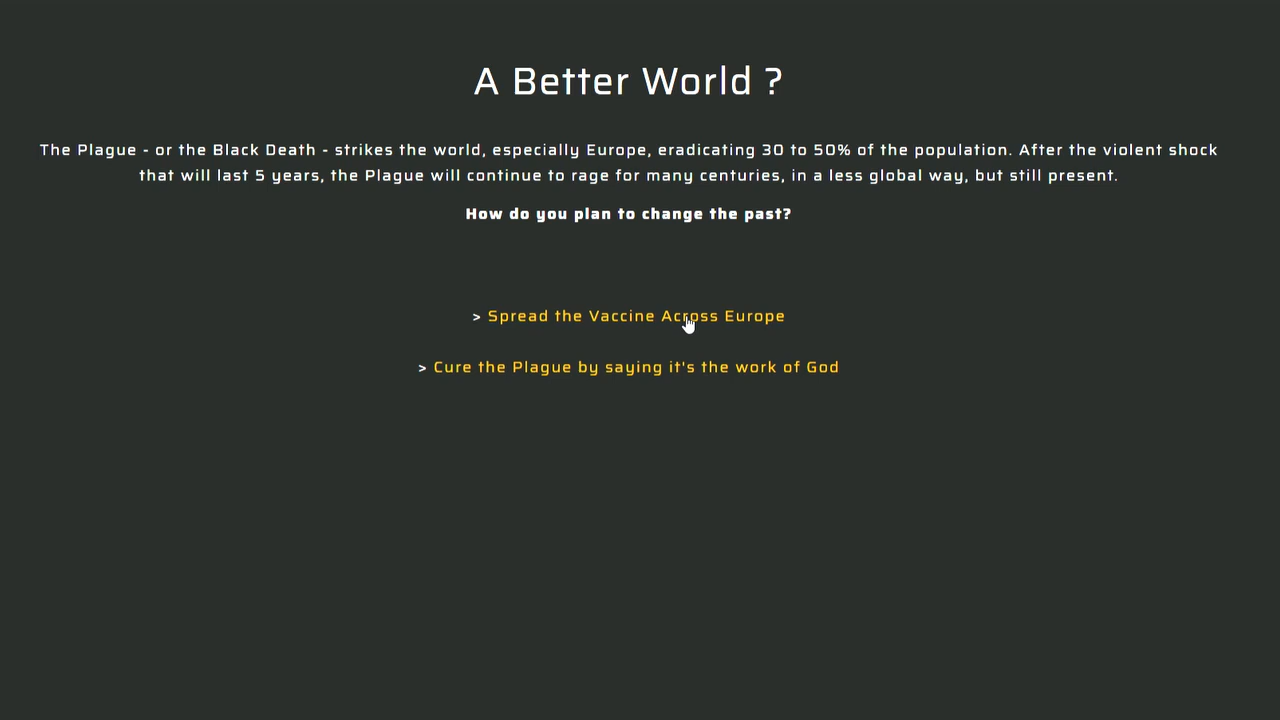 A Better World ?
The Plague - or the Black Death - strikes the world, especially Europe, eradicating 30 to 50% of the population. After the violent shock
that will last 5 years, the Plague will continue to rage for many centuries, in a less global way, but still present.
How do you plan to change the past?
> Spread the Vaccine Across Europe
> Cure the Plague by saying it's the work of God